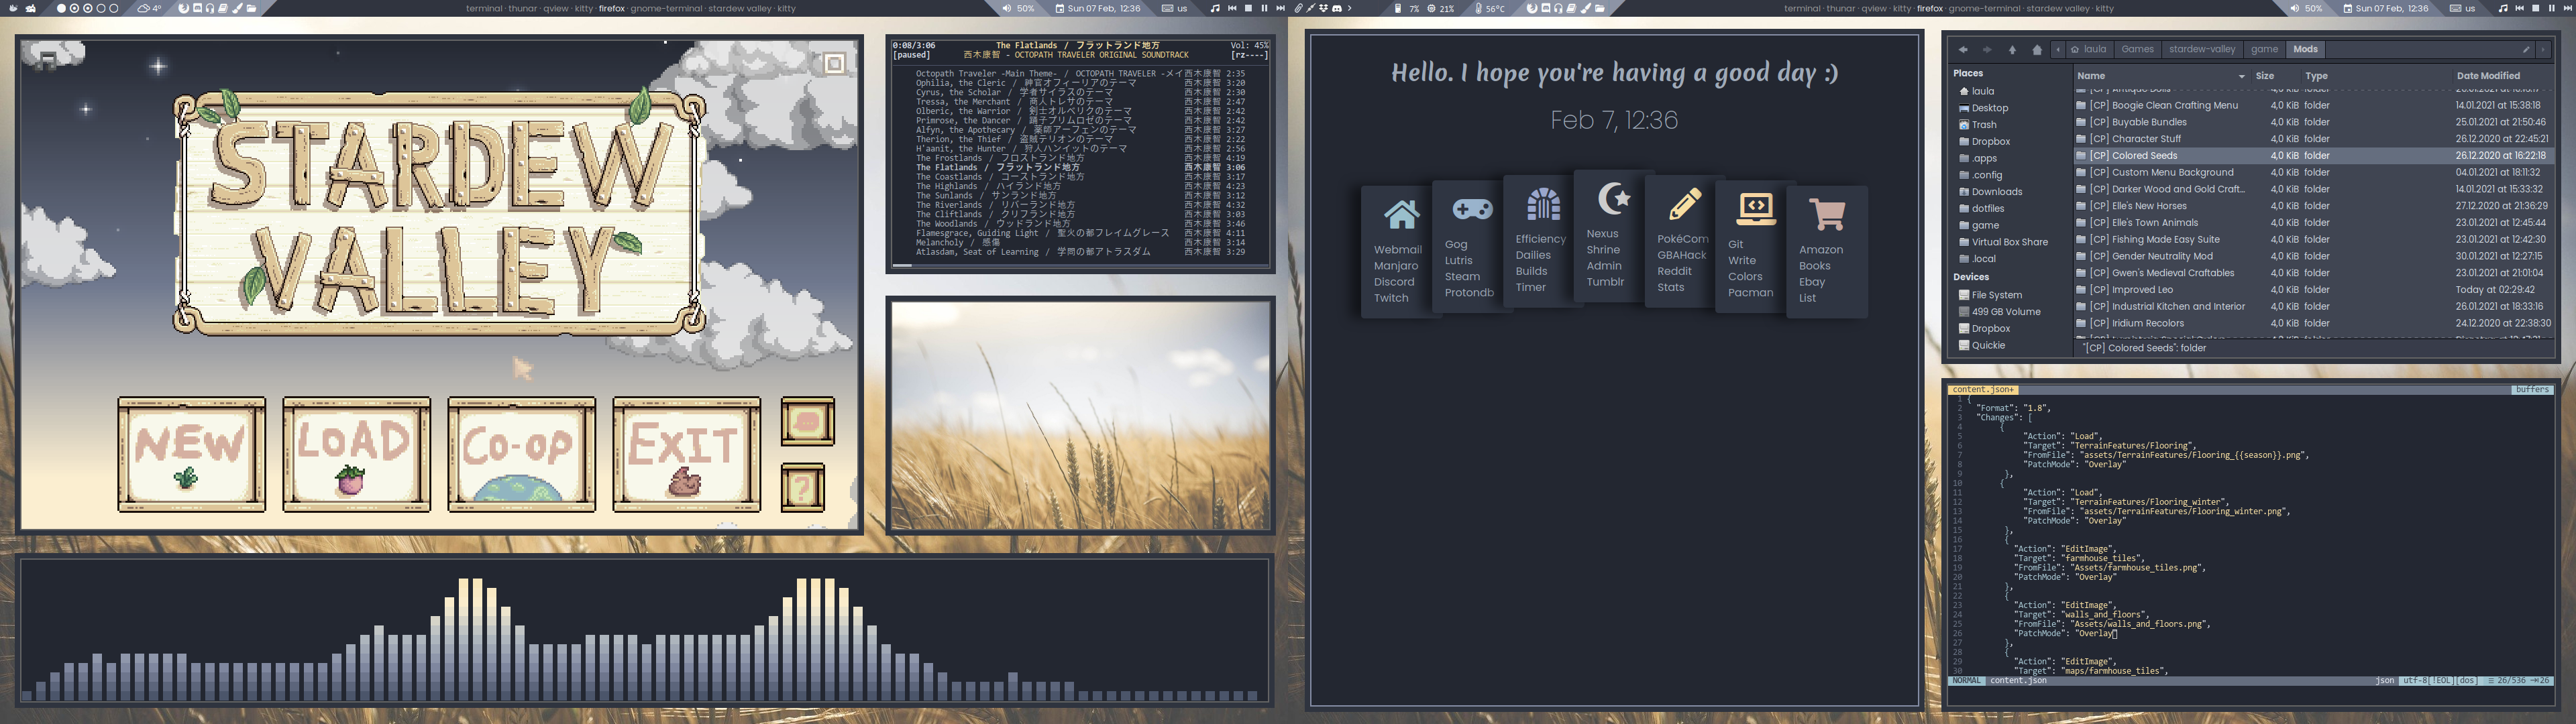 4°
terminal · thunar · qview · kitty · firefox · gnome-terminal · stardew valley · kitty
50%
Sun 07 Feb, 12:36
us
7%
21%
56°C
terminal · thunar · qview · kitty · firefox · gnome-terminal · stardew valley · kitty
50%
Sun 07 Feb, 12:36
us
STARDEW
VALLEY
NEW
LOAD
Co-op
EXIT
?
0:08/3:06 The Flatlands / フラットランド地方 Vol: 45%
[paused] 西木康智 - OCTOPATH TRAVELER ORIGINAL SOUNDTRACK [rz----]
Octopath Traveler -Main Theme- / OCTOPATH TRAVELER -メイ西木康智 2:35
Ophilia, the Cleric / 神官オフィーリアのテーマ 西木康智 3:20
Cyrus, the Scholar / 学者サイラスのテーマ 西木康智 2:30
Tressa, the Merchant / 商人トレサのテーマ 西木康智 2:47
Olberic, the Warrior / 剣士オルベリクのテーマ 西木康智 2:42
Primrose, the Dancer / 踊子プリムロゼのテーマ 西木康智 2:42
Alfyn, the Apothecary / 薬師アーフェンのテーマ 西木康智 3:27
Therion, the Thief / 盗賊テリオンのテーマ 西木康智 2:22
H'aanit, the Hunter / 狩人ハンイットのテーマ 西木康智 2:56
The Frostlands / フロストランド地方 西木康智 4:19
The Flatlands / フラットランド地方 西木康智 3:06
The Coastlands / コーストランド地方 西木康智 3:17
The Highlands / ハイランド地方 西木康智 4:23
The Sunlands / サンランド地方 西木康智 3:12
The Riverlands / リバーランド地方 西木康智 4:32
The Cliftlands / クリフランド地方 西木康智 3:03
The Woodlands / ウッドランド地方 西木康智 3:46
Flamesgrace, Guiding Light / 聖火の都フレイムグレース 西木康智 4:11
Melancholy / 感傷 西木康智 3:14
Atlasdam, Seat of Learning / 学問の都アトラスダム 西木康智 3:29
Hello. I hope you're having a good day :)
Feb 7, 12:36
Webmail
Manjaro
Discord
Twitch
Gog
Lutris
Steam
Protondb
Efficiency
Dailies
Builds
Timer
Nexus
Shrine
Admin
Tumblr
PokéCom
GBAHack
Reddit
Stats
Git
Write
Colors
Pacman
Amazon
Books
Ebay
List
laula Games stardew-valley game Mods
Places
laula
Desktop
Trash
Dropbox
.apps
.config
Downloads
dotfiles
game
Virtual Box Share
.local
Devices
File System
499 GB Volume
Dropbox
Quickie
Name Size Type Date Modified
[CP] Boogie Clean Crafting Menu 4,0 KiB folder 14.01.2021 at 15:38:18
[CP] Buyable Bundles 4,0 KiB folder 25.01.2021 at 21:50:46
[CP] Character Stuff 4,0 KiB folder 26.12.2020 at 22:45:21
[CP] Colored Seeds 4,0 KiB folder 26.12.2020 at 16:22:18
[CP] Custom Menu Background 4,0 KiB folder 04.01.2021 at 18:11:32
[CP] Darker Wood and Gold Craft... 4,0 KiB folder 14.01.2021 at 15:33:32
[CP] Elle's New Horses 4,0 KiB folder 27.12.2020 at 21:36:29
[CP] Elle's Town Animals 4,0 KiB folder 23.01.2021 at 12:45:44
[CP] Fishing Made Easy Suite 4,0 KiB folder 23.01.2021 at 12:42:30
[CP] Gender Neutrality Mod 4,0 KiB folder 30.01.2021 at 12:27:15
[CP] Gwen's Medieval Craftables 4,0 KiB folder 23.01.2021 at 21:01:04
[CP] Improved Leo 4,0 KiB folder Today at 02:29:42
[CP] Industrial Kitchen and Interior 4,0 KiB folder 26.01.2021 at 18:33:16
[CP] Iridium Recolors 4,0 KiB folder 24.12.2020 at 22:38:30
"[CP] Colored Seeds": folder
content.json+ buffers
1 {
2 "Format": "1.8",
3 "Changes": [
4 {
5 "Action": "Load",
6 "Target": "TerrainFeatures/Flooring",
7 "FromFile": "assets/TerrainFeatures/Flooring_{{season}}.png",
8 "PatchMode": "Overlay"
9 },
10 {
11 "Action": "Load",
12 "Target": "TerrainFeatures/Flooring_winter",
13 "FromFile": "assets/TerrainFeatures/Flooring_winter.png",
14 "PatchMode": "Overlay"
15 },
16 {
17 "Action": "EditImage",
18 "Target": "farmhouse_tiles",
19 "FromFile": "Assets/farmhouse_tiles.png",
20 "PatchMode": "Overlay"
21 },
22 {
23 "Action": "EditImage",
24 "Target": "walls_and_floors",
25 "FromFile": "Assets/walls_and_floors.png",
26 "PatchMode": "Overlay"
27 },
28 {
29 "Action": "EditImage",
30 "Target": "maps/farmhouse_tiles",
NORMAL content.json json utf-8[!EOL][dos] 26/536 26